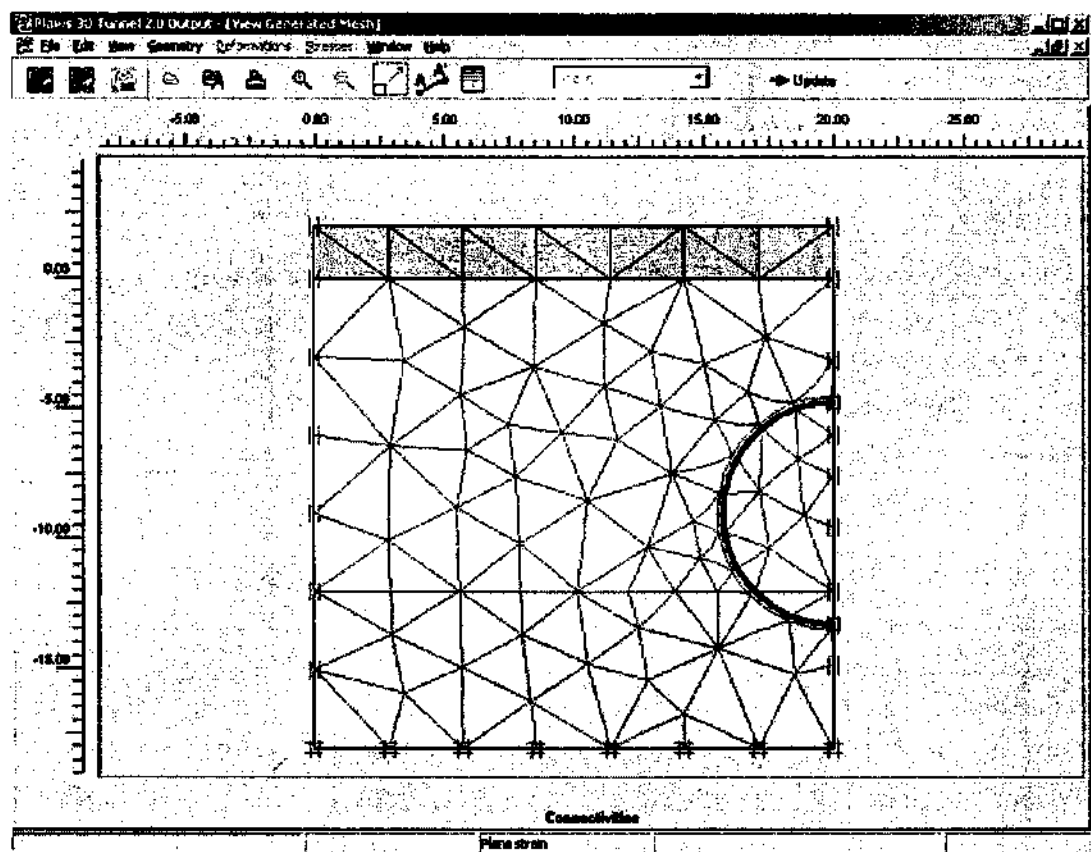 Plaxis 3D Tunnel 2.0 Output - [View Generated Mesh]
File Edit View Geometry Deformations Stresses Window Help
Update
-5.00 0.00 5.00 10.00 15.00 20.00 25.00
0.00
-5.00
-10.00
-15.00
Connectivities
Plane strain